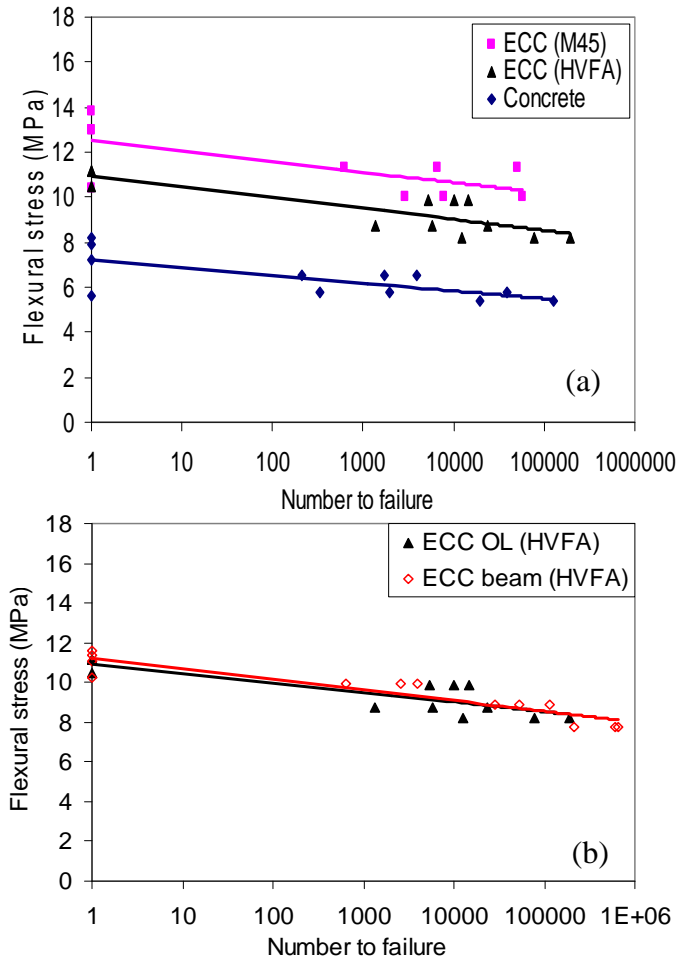 18
16
14
12
10
8
6
4
2
0
Flexural stress (MPa)
ECC (M45)
ECC (HVFA)
Concrete
(a)
1 10 100 1000 10000 100000 1000000
Number to failure
18
16
14
12
10
8
6
4
2
0
Flexural stress (MPa)
ECC OL (HVFA)
ECC beam (HVFA)
(b)
1 10 100 1000 10000 100000 1E+06
Number to failure